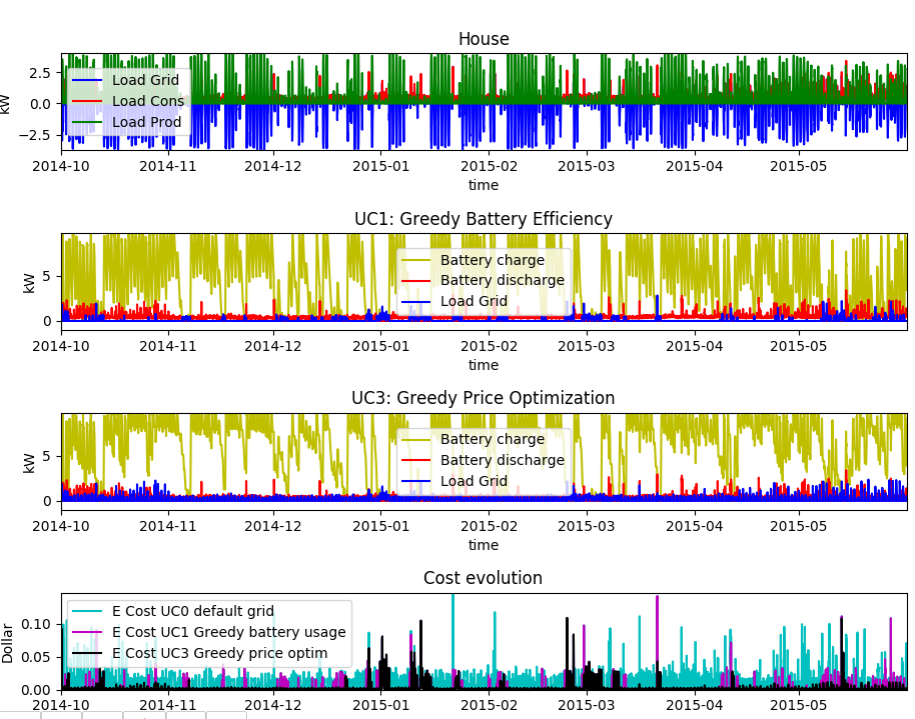 House
kW
2.5
0.0
−2.5
Load Grid
Load Cons
Load Prod
2014-10 2014-11 2014-12 2015-01 2015-02 2015-03 2015-04 2015-05
time
UC1: Greedy Battery Efficiency
kW
5
0
Battery charge
Battery discharge
Load Grid
2014-10 2014-11 2014-12 2015-01 2015-02 2015-03 2015-04 2015-05
time
UC3: Greedy Price Optimization
kW
5
0
Battery charge
Battery discharge
Load Grid
2014-10 2014-11 2014-12 2015-01 2015-02 2015-03 2015-04 2015-05
time
Cost evolution
Dollar
0.10
0.05
0.00
E Cost UC0 default grid
E Cost UC1 Greedy battery usage
E Cost UC3 Greedy price optim
2014-10 2014-11 2014-12 2015-01 2015-02 2015-03 2015-04 2015-05